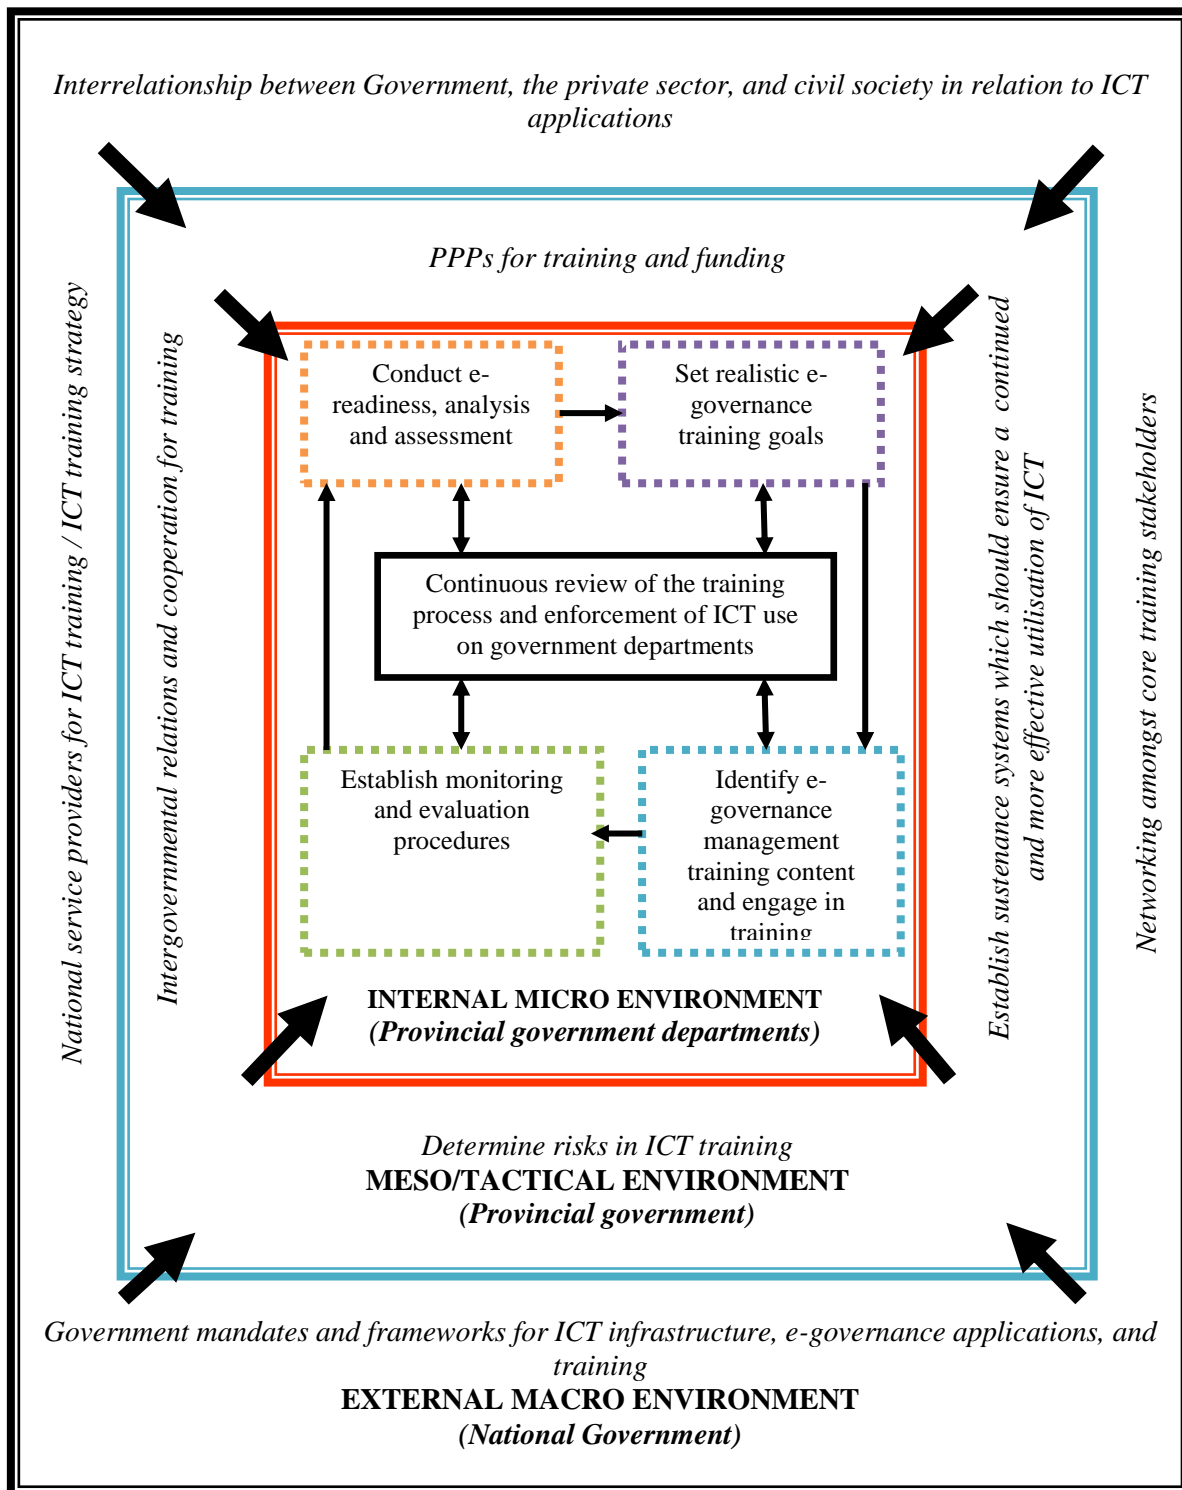 Interrelationship between Government, the private sector, and civil society in relation to ICT
applications
National service providers for ICT training / ICT training strategy
Networking amongst core training stakeholders
PPPs for training and funding
Intergovernmental relations and cooperation for training
Establish sustenance systems which should ensure a continued
and more effective utilisation of ICT
Conduct e-
readiness, analysis
and assessment
Set realistic e-
governance
training goals
Continuous review of the training
process and enforcement of ICT use
on government departments
Establish monitoring
and evaluation
procedures
Identify e-
governance
management
training content
and engage in
training
INTERNAL MICRO ENVIRONMENT
(Provincial government departments)
Determine risks in ICT training
MESO/TACTICAL ENVIRONMENT
(Provincial government)
Government mandates and frameworks for ICT infrastructure, e-governance applications, and
training
EXTERNAL MACRO ENVIRONMENT
(National Government)